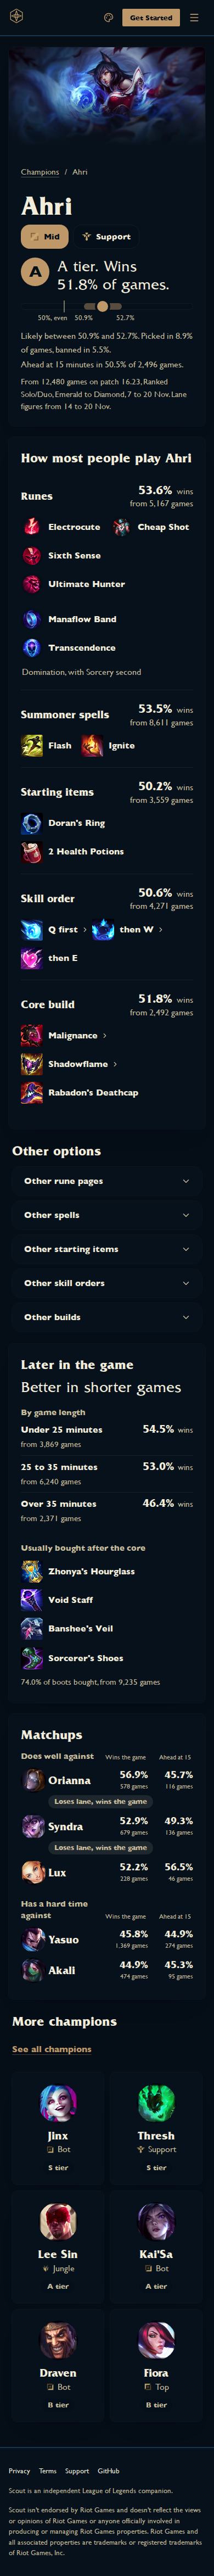 Get Started
Champions / Ahri
Ahri
Mid
Support
A
A tier. Wins
51.8% of games.
50%, even
50.9%
52.7%
Likely between 50.9% and 52.7%. Picked in 8.9%
of games, banned in 5.5%.
Ahead at 15 minutes in 50.5% of 2,496 games.
From 12,480 games on patch 16.23, Ranked
Solo/Duo, Emerald to Diamond, 7 to 20 Nov. Lane
figures from 14 to 20 Nov.
How most people play Ahri
Runes
53.6% wins
from 5,167 games
Electrocute
Cheap Shot
Sixth Sense
Ultimate Hunter
Manaflow Band
Transcendence
Domination, with Sorcery second
Summoner spells
53.5% wins
from 8,611 games
Flash
Ignite
Starting items
50.2% wins
from 3,559 games
Doran's Ring
2 Health Potions
Skill order
50.6% wins
from 4,271 games
Q first
then W
then E
Core build
51.8% wins
from 2,492 games
Malignance
Shadowflame
Rabadon's Deathcap
Other options
Other rune pages
Other spells
Other starting items
Other skill orders
Other builds
Later in the game
Better in shorter games
By game length
Under 25 minutes
54.5% wins
from 3,869 games
25 to 35 minutes
53.0% wins
from 6,240 games
Over 35 minutes
46.4% wins
from 2,371 games
Usually bought after the core
Zhonya's Hourglass
Void Staff
Banshee's Veil
Sorcerer's Shoes
74.0% of boots bought, from 9,235 games
Matchups
Does well against
Wins the game
Ahead at 15
Orianna
56.9%
45.7%
578 games
116 games
Loses lane, wins the game
Syndra
52.9%
49.3%
679 games
136 games
Loses lane, wins the game
Lux
52.2%
56.5%
228 games
46 games
Has a hard time
against
Wins the game
Ahead at 15
Yasuo
45.8%
44.9%
1,369 games
274 games
Akali
44.9%
45.3%
474 games
95 games
More champions
See all champions
Jinx
Bot
S tier
Thresh
Support
S tier
Lee Sin
Jungle
A tier
Kai'Sa
Bot
A tier
Draven
Bot
B tier
Fiora
Top
B tier
Privacy
Terms
Support
GitHub
Scout is an independent League of Legends companion.
Scout isn't endorsed by Riot Games and doesn't reflect the views
or opinions of Riot Games or anyone officially involved in
producing or managing Riot Games properties. Riot Games and
all associated properties are trademarks or registered trademarks
of Riot Games, Inc.